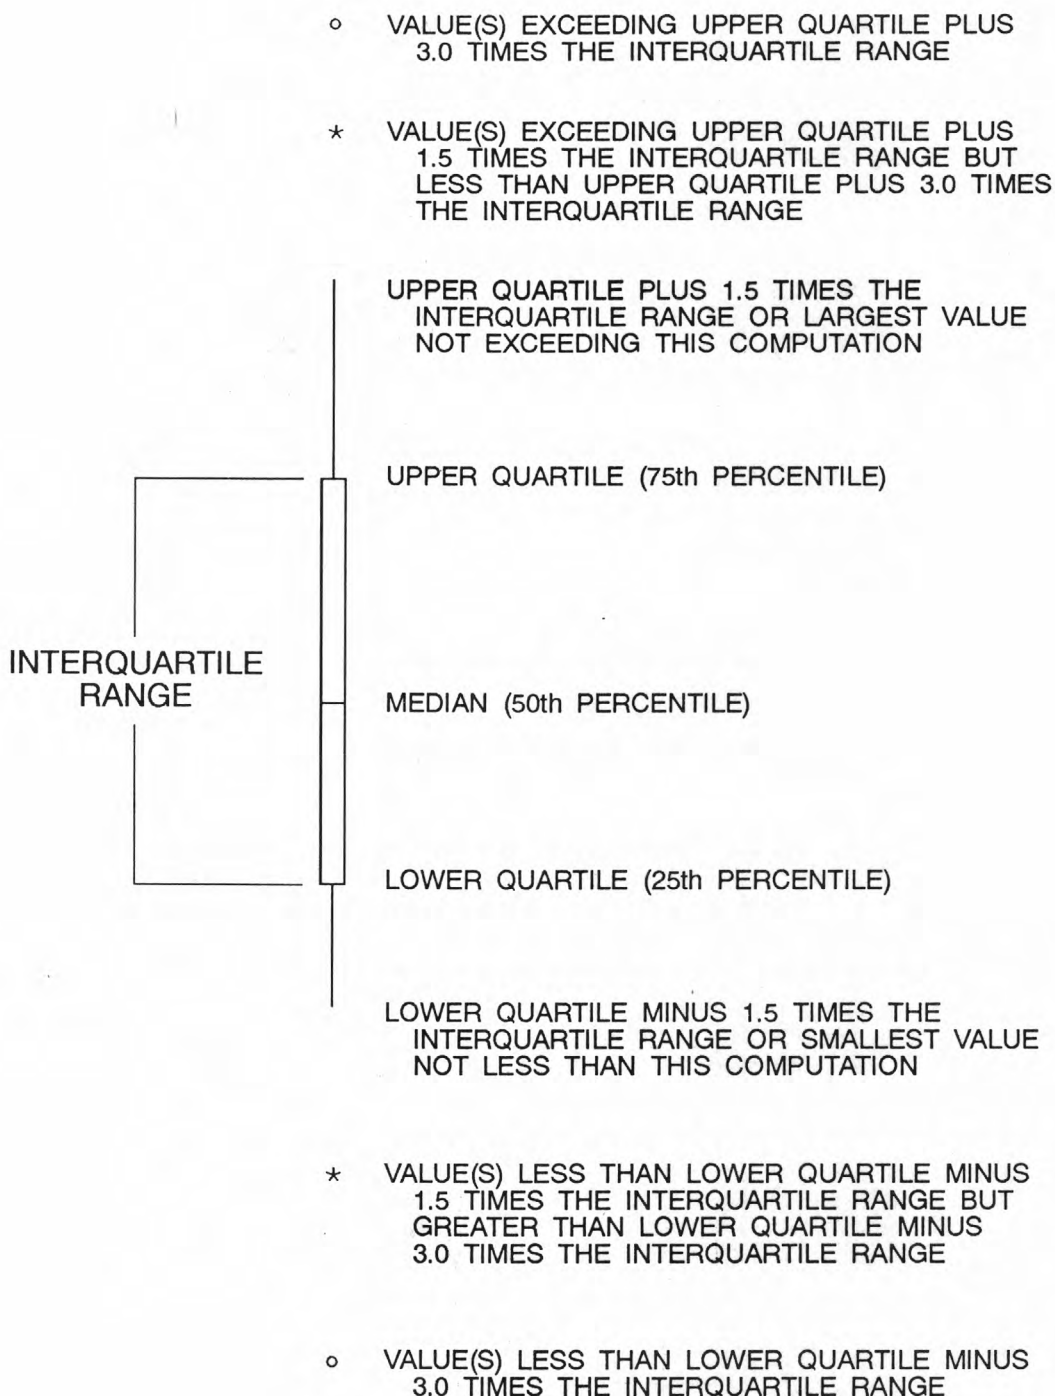 o VALUE(S) EXCEEDING UPPER QUARTILE PLUS
3.0 TIMES THE INTERQUARTILE RANGE
* VALUE(S) EXCEEDING UPPER QUARTILE PLUS
1.5 TIMES THE INTERQUARTILE RANGE BUT
LESS THAN UPPER QUARTILE PLUS 3.0 TIMES
THE INTERQUARTILE RANGE
UPPER QUARTILE PLUS 1.5 TIMES THE
INTERQUARTILE RANGE OR LARGEST VALUE
NOT EXCEEDING THIS COMPUTATION
UPPER QUARTILE (75th PERCENTILE)
INTERQUARTILE
RANGE
MEDIAN (50th PERCENTILE)
LOWER QUARTILE (25th PERCENTILE)
LOWER QUARTILE MINUS 1.5 TIMES THE
INTERQUARTILE RANGE OR SMALLEST VALUE
NOT LESS THAN THIS COMPUTATION
* VALUE(S) LESS THAN LOWER QUARTILE MINUS
1.5 TIMES THE INTERQUARTILE RANGE BUT
GREATER THAN LOWER QUARTILE MINUS
3.0 TIMES THE INTERQUARTILE RANGE
o VALUE(S) LESS THAN LOWER QUARTILE MINUS
3.0 TIMES THE INTERQUARTILE RANGE